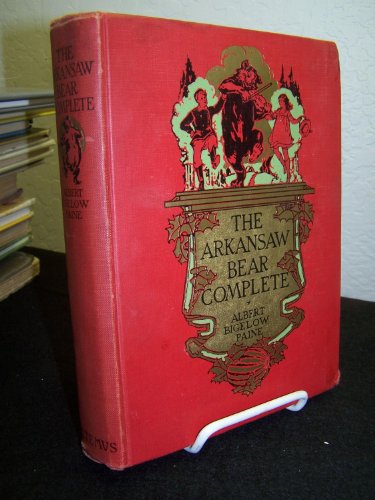 THE
ARKANSAW
BEAR
COMPLETE
ALBERT
BIGELOW
PAINE
THE
ARKANSAW
BEAR
COMPLETE
ALBERT
BIGELOW
PAINE